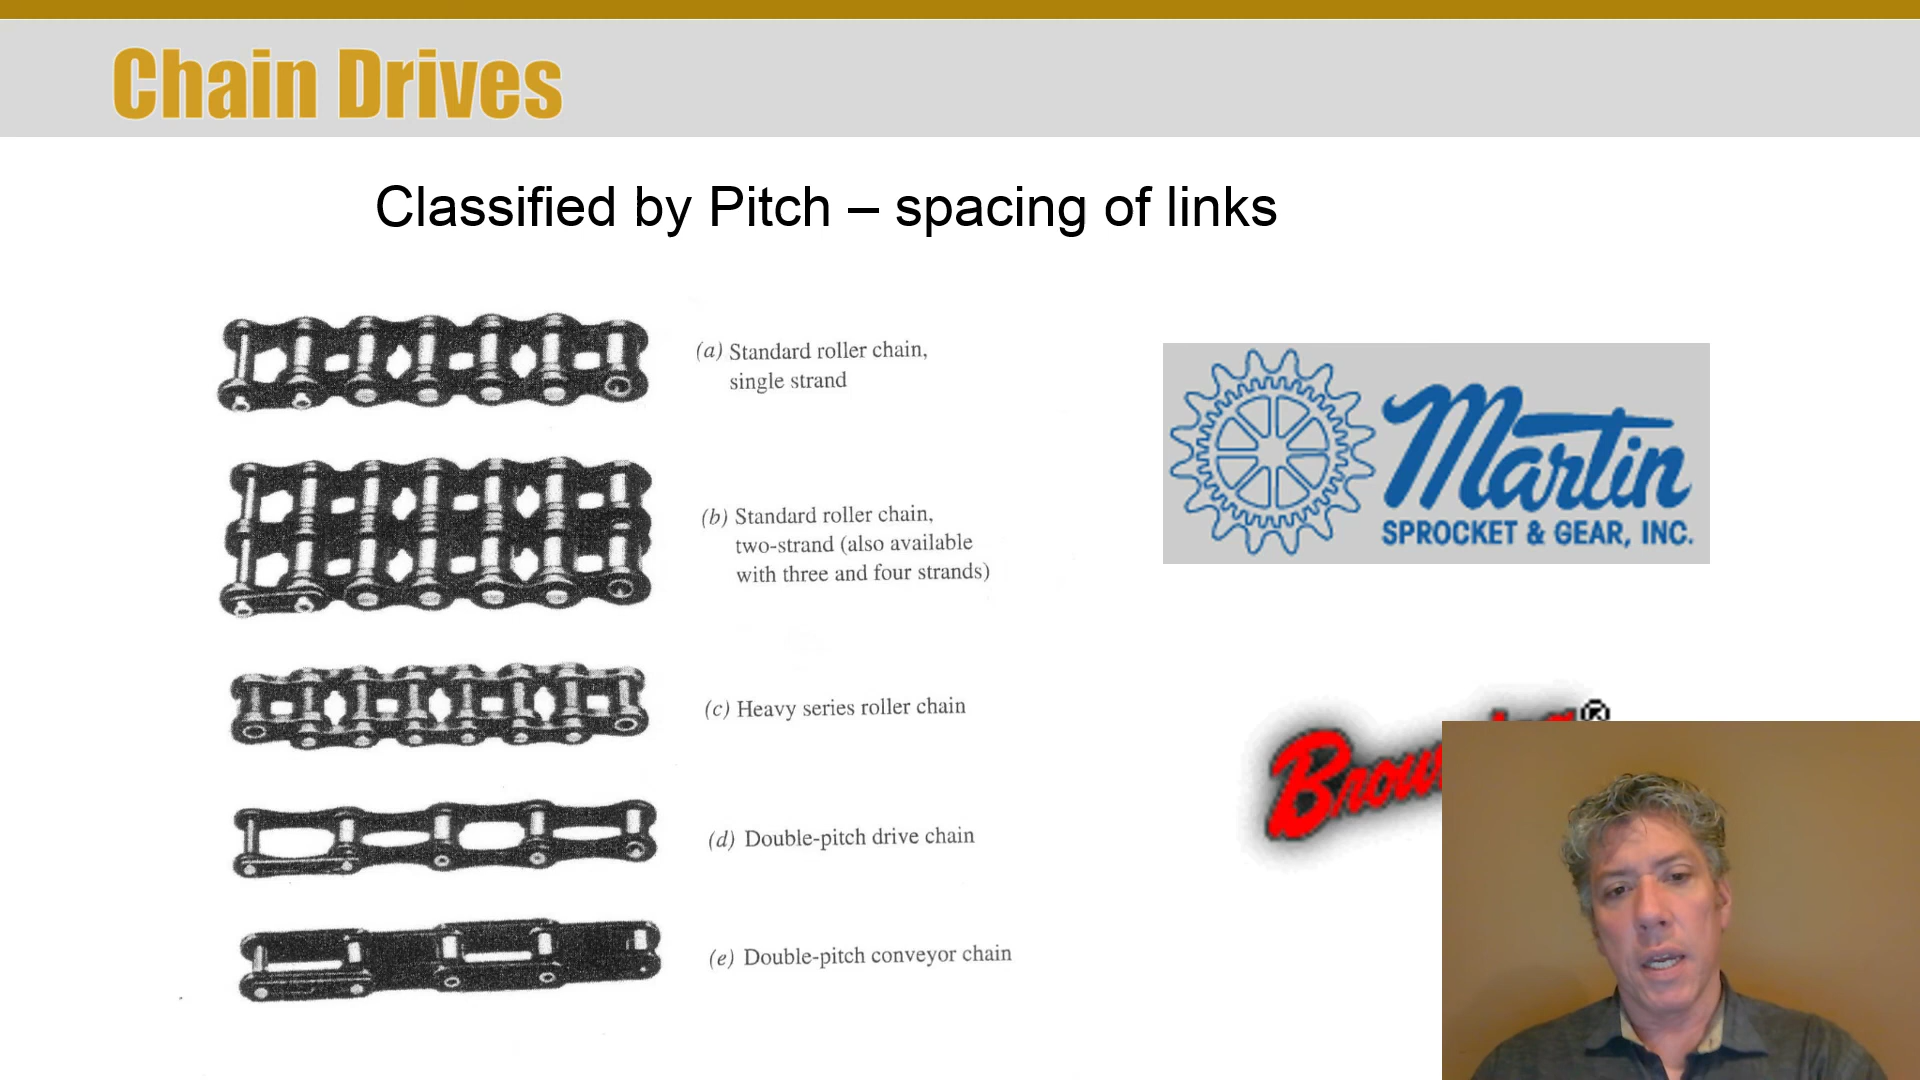 Chain Drives
Classified by Pitch – spacing of links
(a) Standard roller chain,
single strand
(b) Standard roller chain,
two-strand (also available
with three and four strands)
(c) Heavy series roller chain
(d) Double-pitch drive chain
(e) Double-pitch conveyor chain
Martin
SPROCKET & GEAR, INC.
®